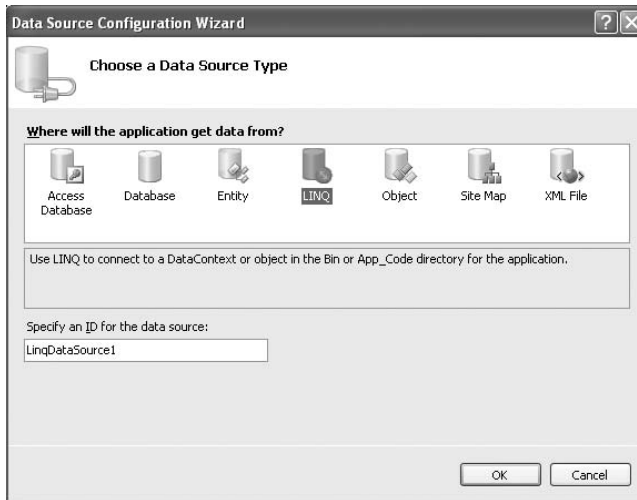 Data Source Configuration Wizard
Choose a Data Source Type
Where will the application get data from?
Access Database
Database
Entity
LINQ
Object
Site Map
XML File
Use LINQ to connect to a DataContext or object in the Bin or App_Code directory for the application.
Specify an ID for the data source:
LinqDataSource1
OK
Cancel